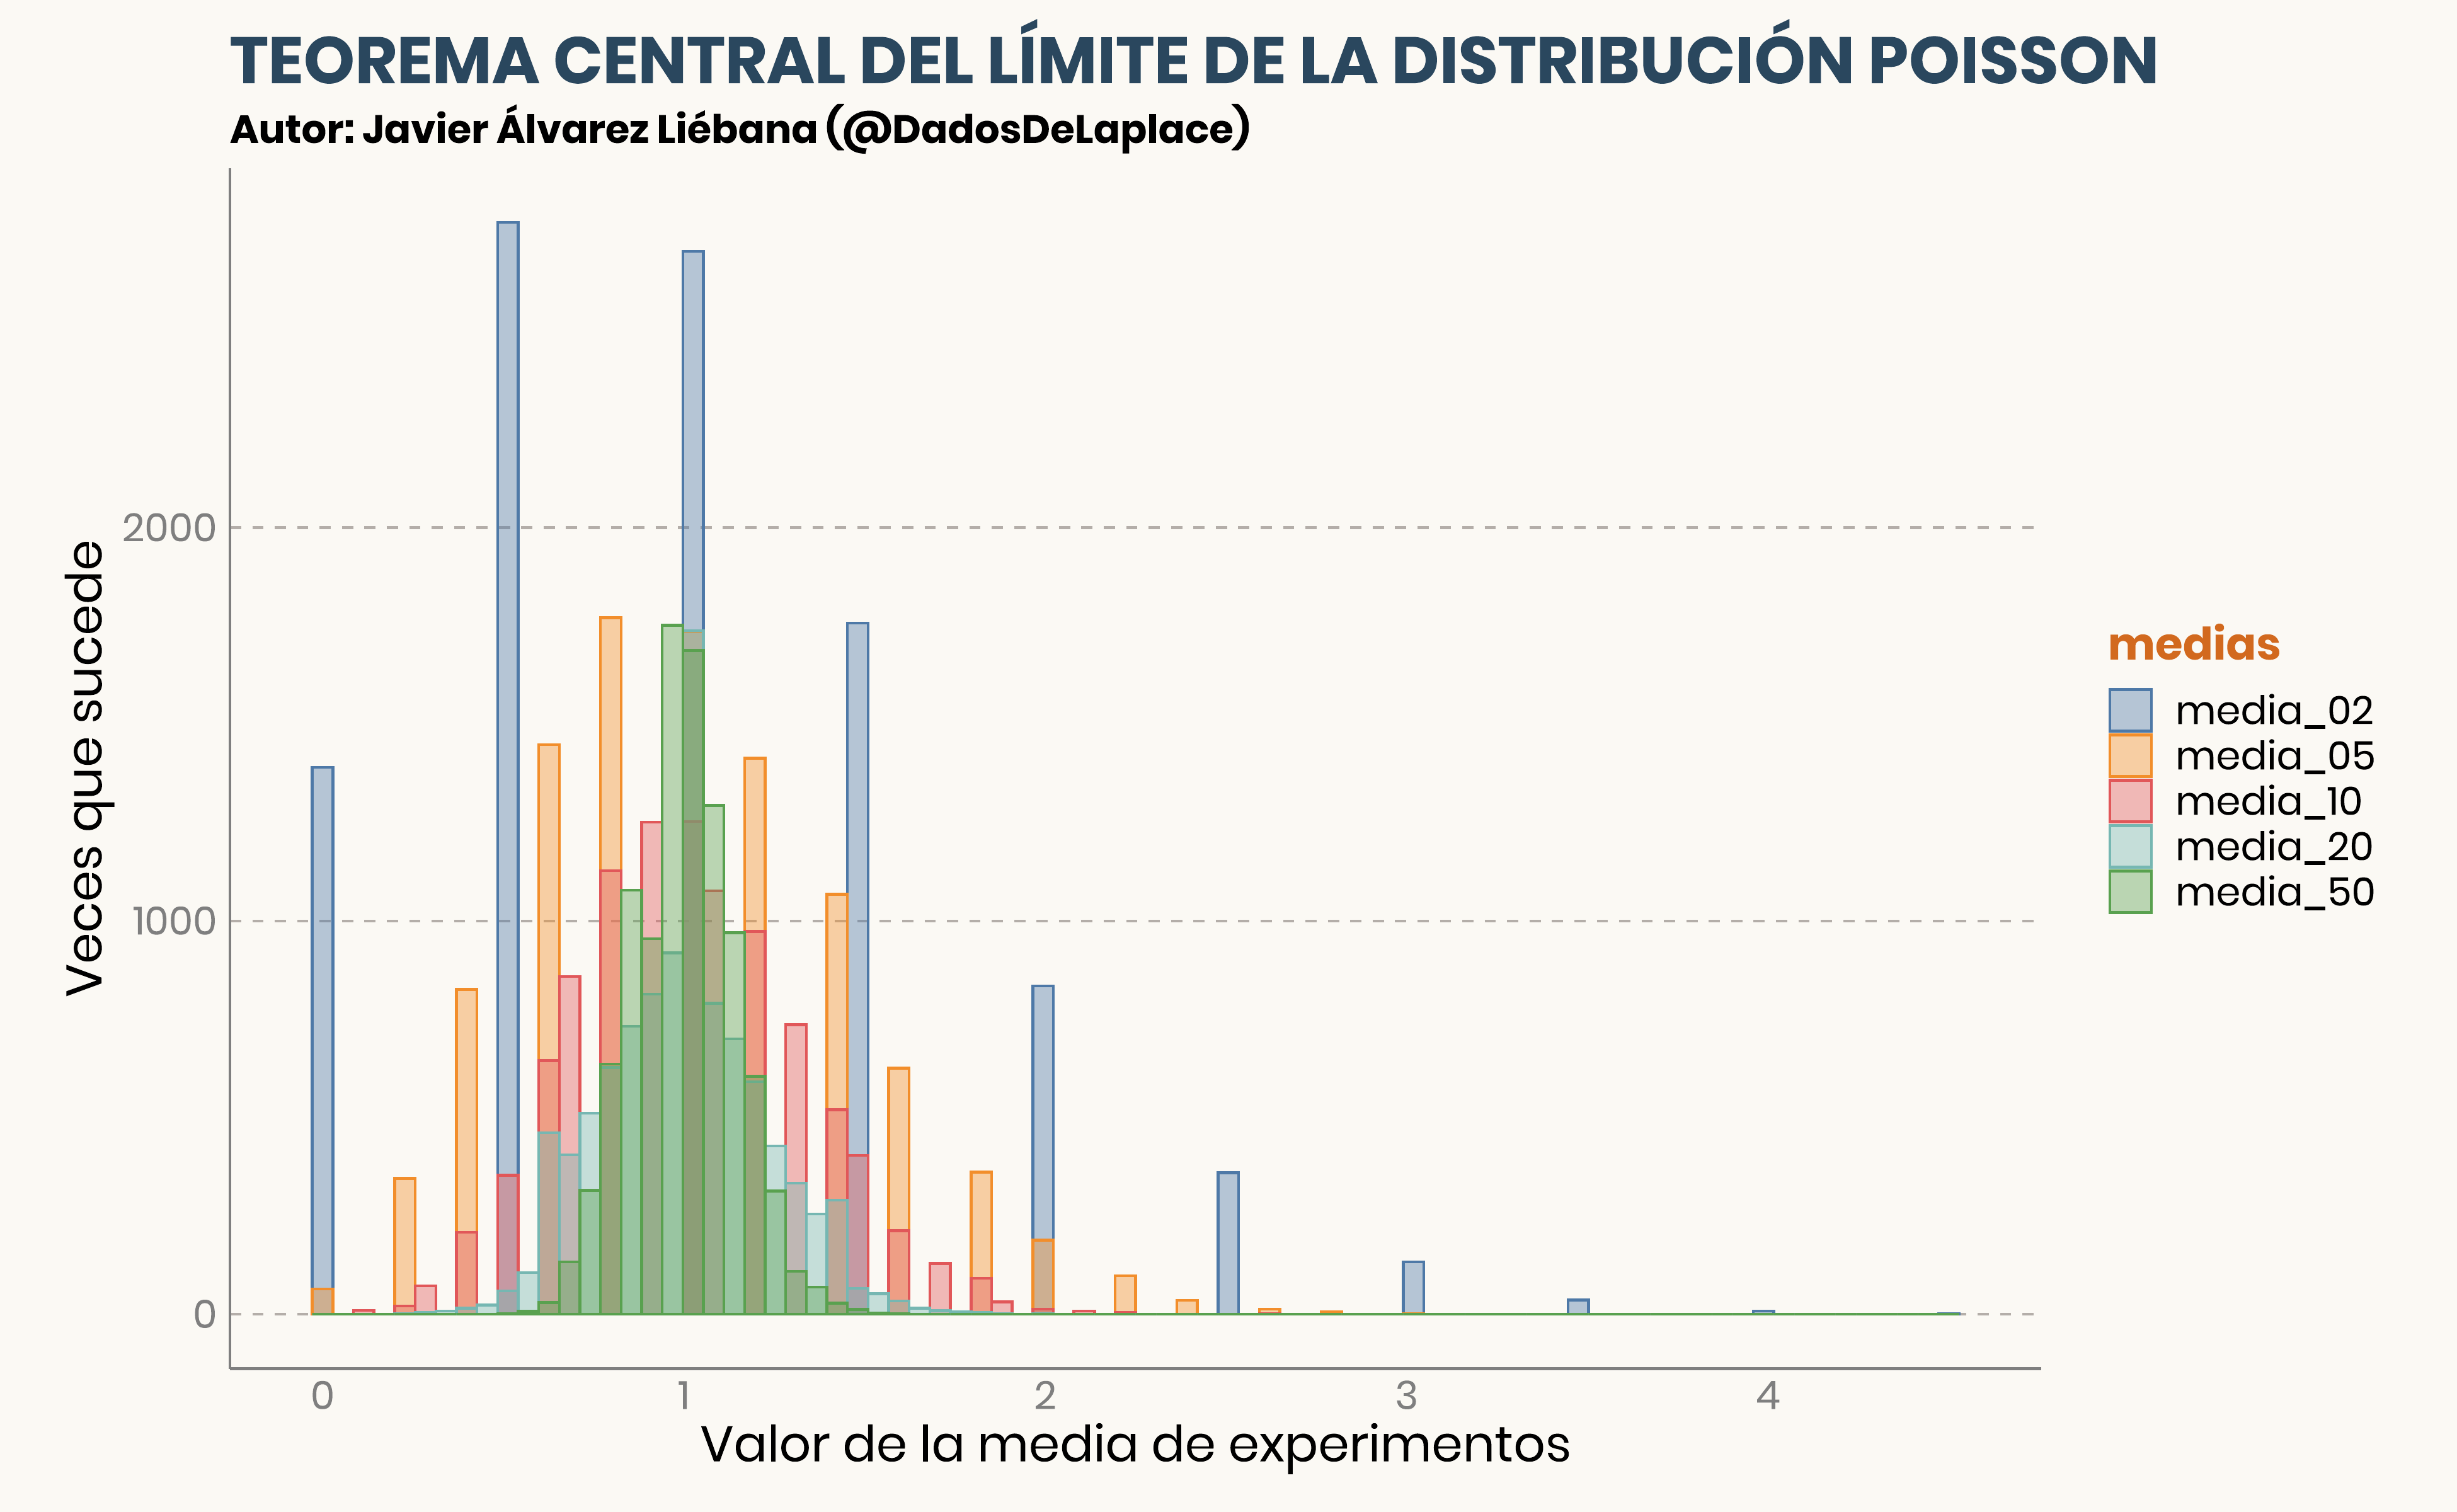 TEOREMA CENTRAL DEL LÍMITE DE LA DISTRIBUCIÓN POISSON
Autor: Javier Álvarez Liébana (@DadosDeLaplace)
Veces que sucede
2000
1000
0
0 1 2 3 4
Valor de la media de experimentos
medias
media_02
media_05
media_10
media_20
media_50